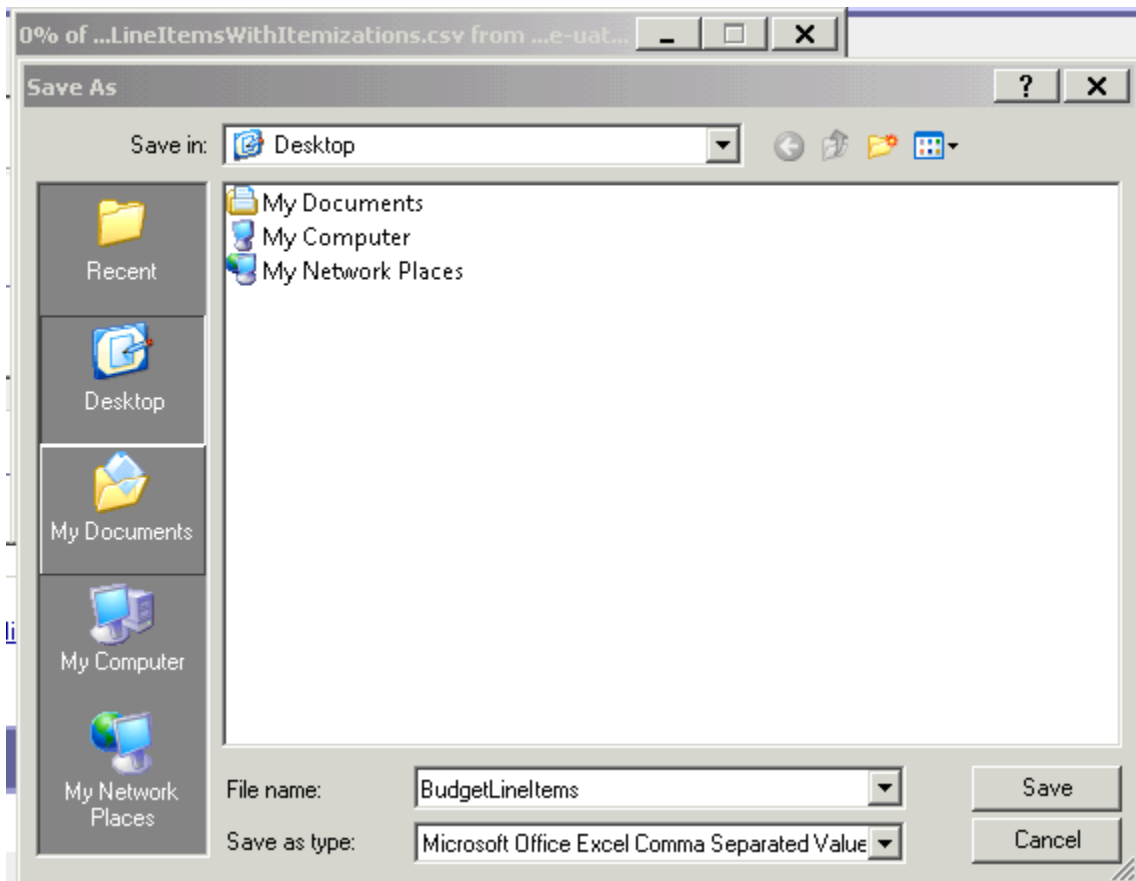 0% of ...LineItemsWithItemizations.csv from ...e-uat...
Save As
Save in:
Desktop
Recent
Desktop
My Documents
My Computer
My Network
Places
My Documents
My Computer
My Network Places
File name:
BudgetLineItems
Save
Save as type:
Microsoft Office Excel Comma Separated Value
Cancel